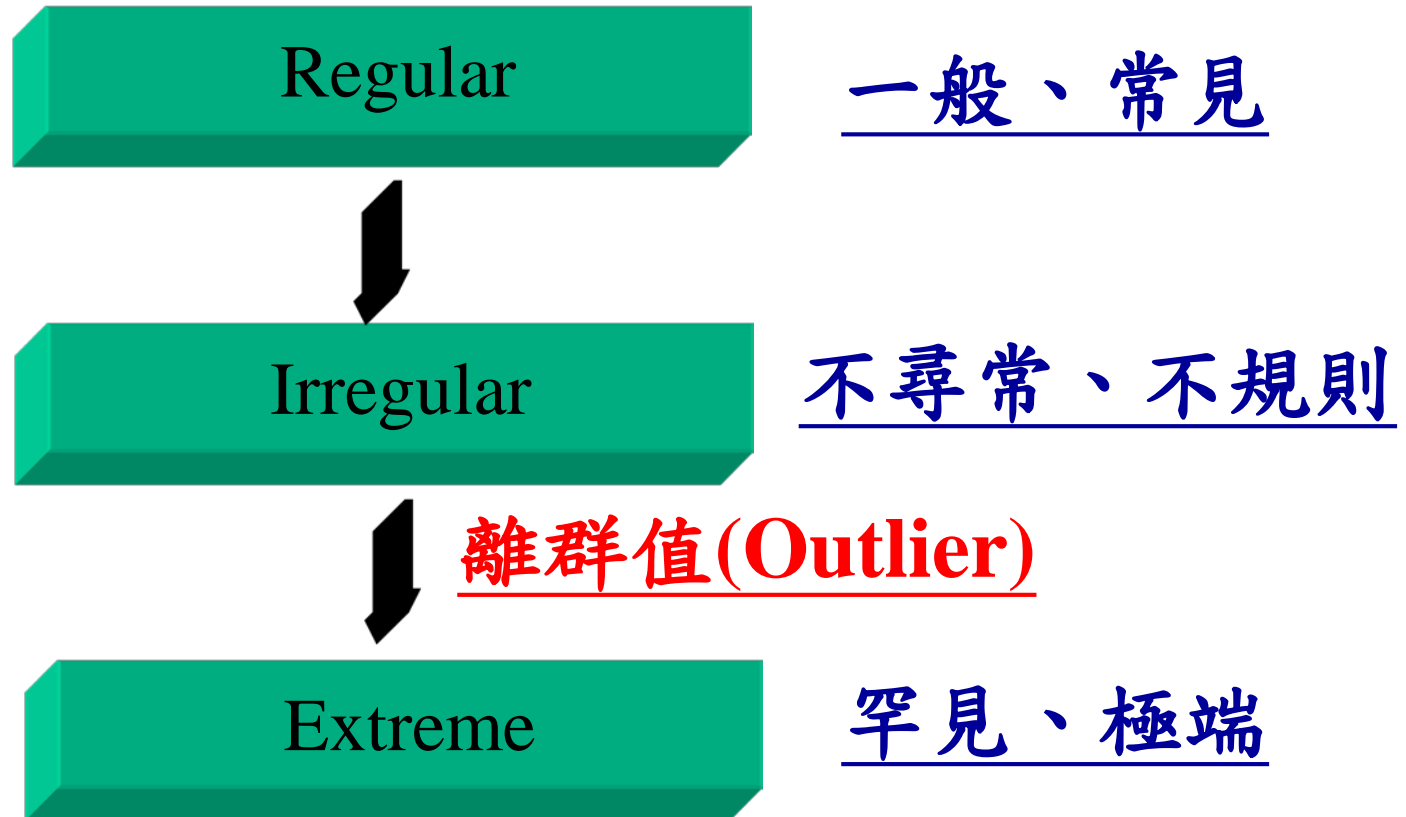 Regular
一般、常見
Irregular
不尋常、不規則
離群值(Outlier)
Extreme
罕見、極端